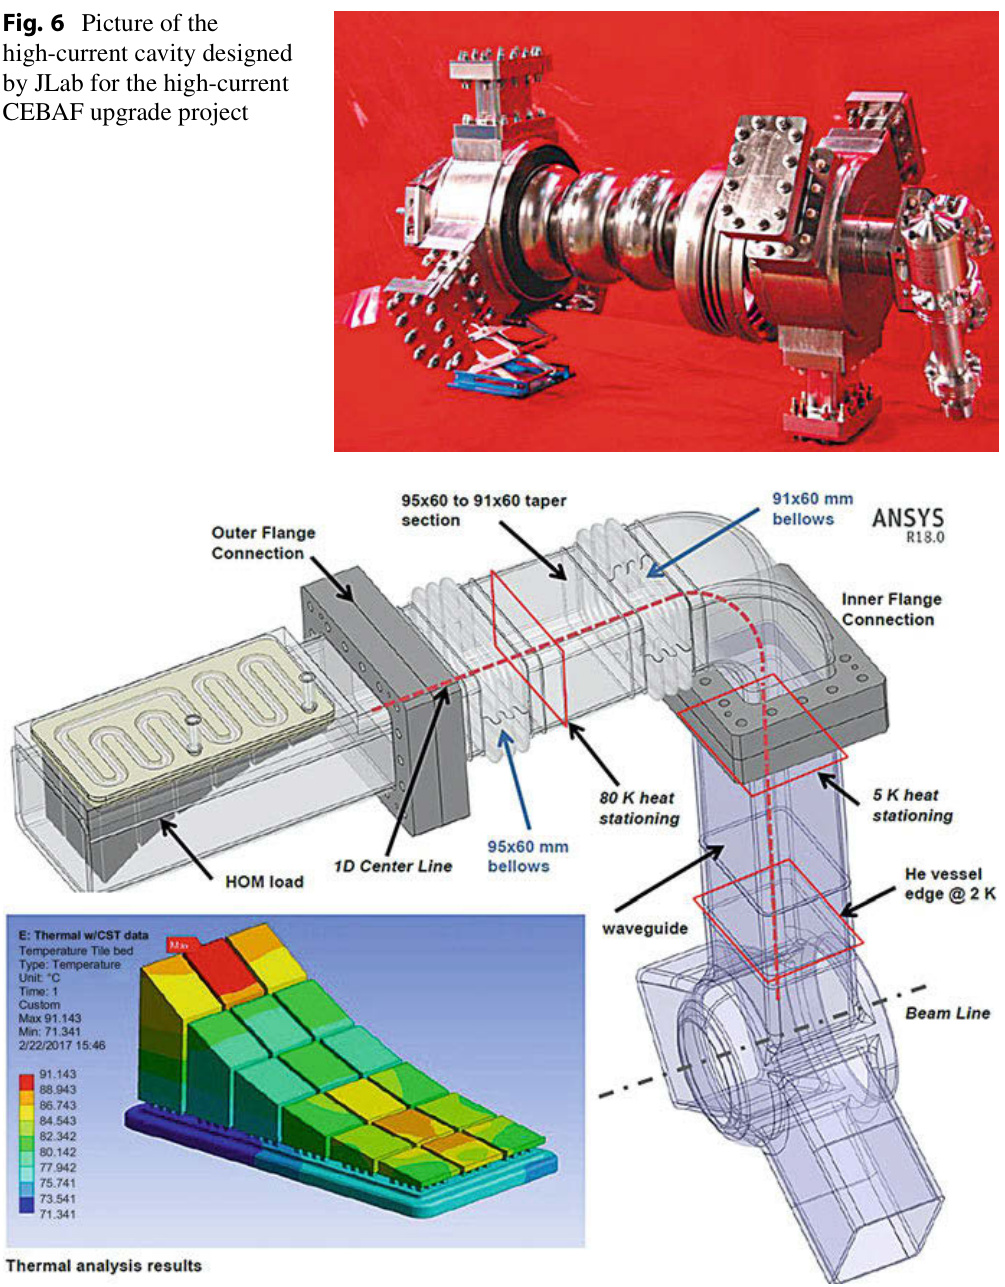 Fig. 6 Picture of the
high-current cavity designed
by JLab for the high-current
CEBAF upgrade project
95x60 to 91x60 taper
section
91x60 mm
bellows
ANSYS
R18.0
Outer Flange
Connection
Inner Flange
Connection
80 K heat
stationing
5 K heat
stationing
1D Center Line
95x60 mm
bellows
HOM load
He vessel
edge @ 2 K
waveguide
Beam Line
E: Thermal w/CST data
Temperature Tile bed
Type: Temperature
Unit: °C
Time: 1
Custom
Max 91.143
Min: 71.341
2/22/2017 15:46
Max
91.143
88.943
86.743
84.543
82.342
80.142
77.942
75.741
73.541
71.341
Thermal analysis results